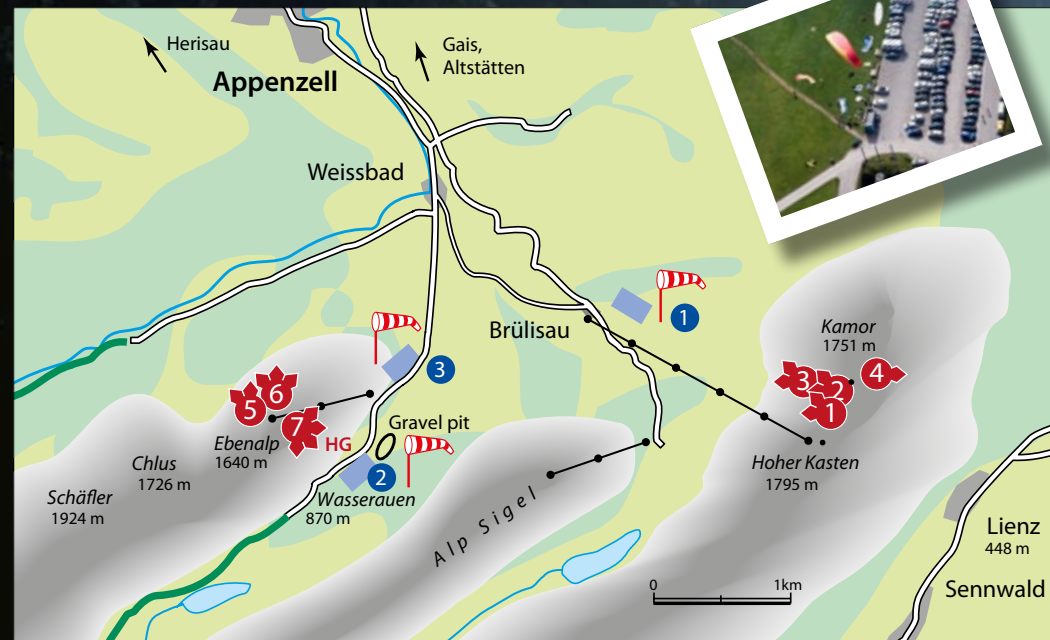 Herisau
Appenzell
Gais,
Altstätten
Weissbad
Brülisau
1
Kamor
1751 m
3
2
4
1
Hoher Kasten
1795 m
3
5
6
7
HG
Gravel pit
Ebenalp
1640 m
2
Chlus
1726 m
Wasserauen
870 m
Schäfler
1924 m
Alp Sigel
0 1km
Lienz
448 m
Sennwald